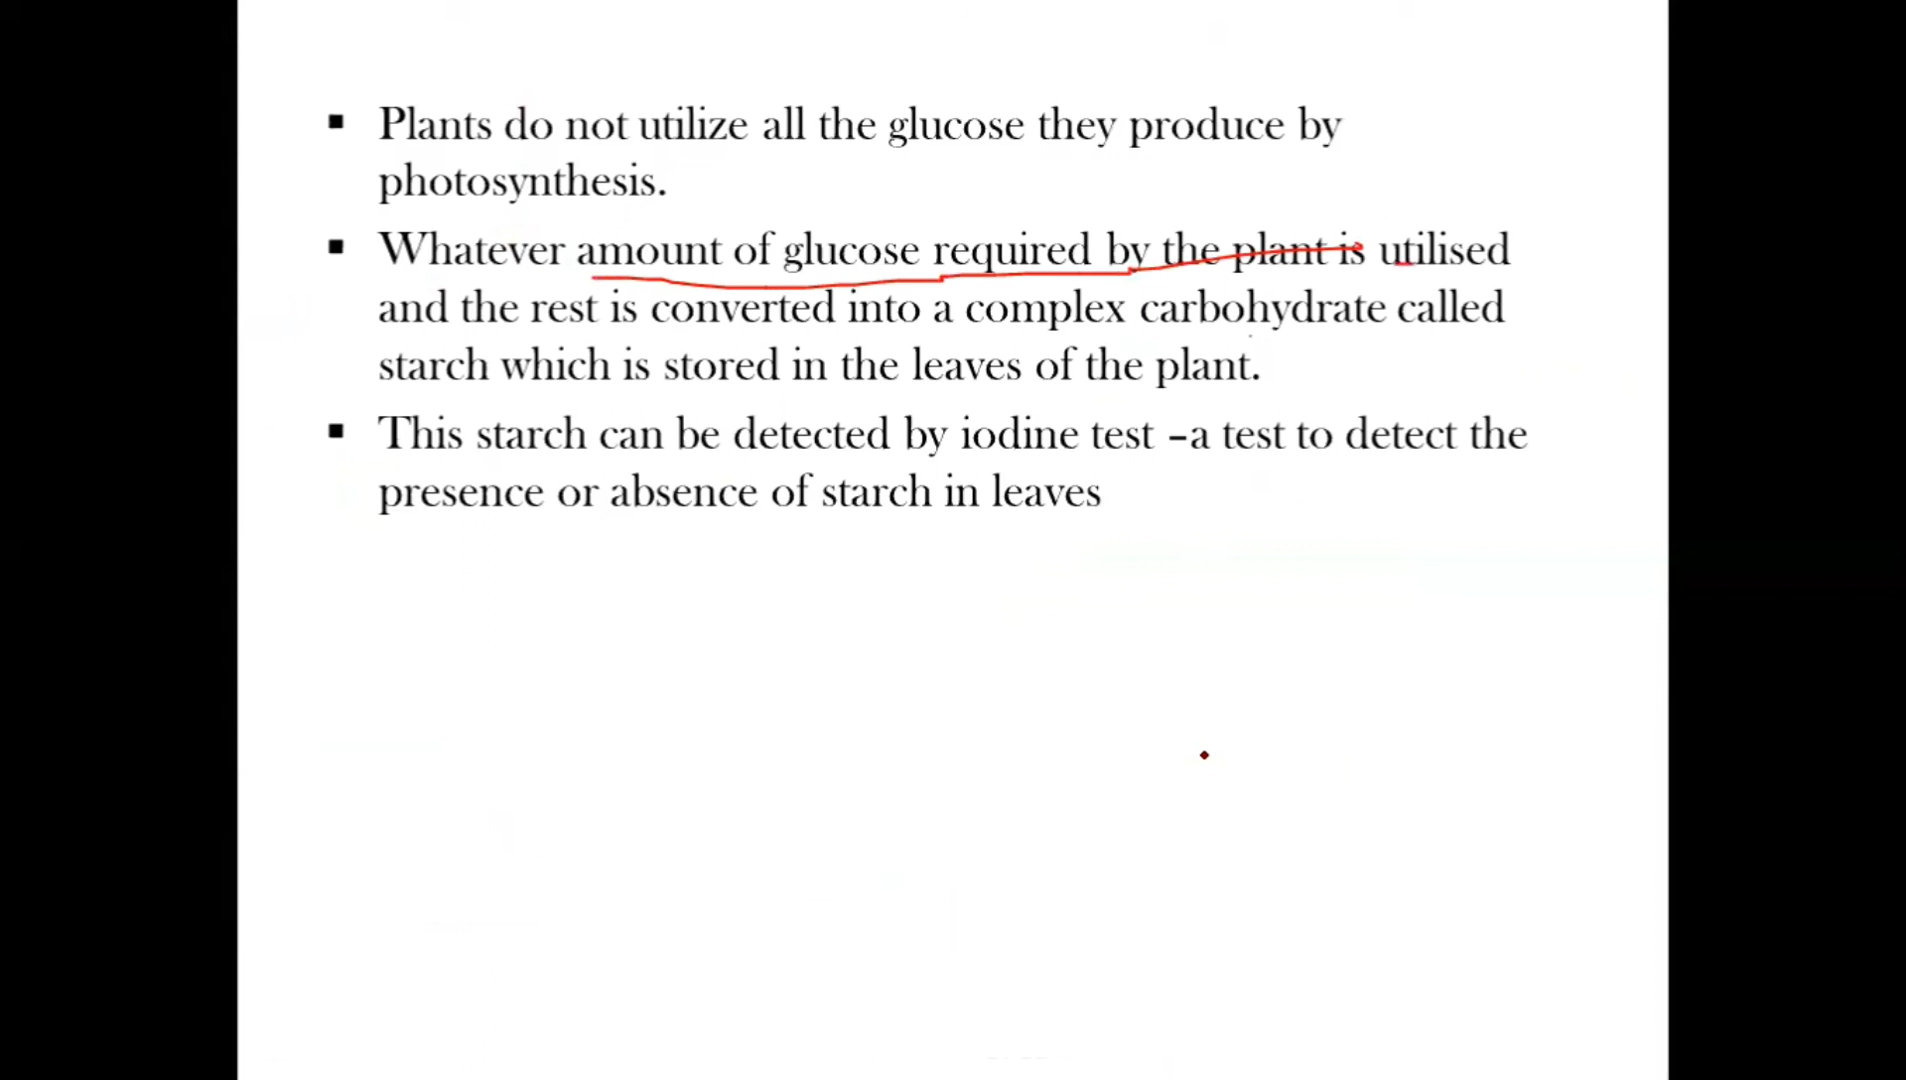 ▪ Plants do not utilize all the glucose they produce by
photosynthesis.
▪ Whatever amount of glucose required by the plant is utilised
and the rest is converted into a complex carbohydrate called
starch which is stored in the leaves of the plant.
▪ This starch can be detected by iodine test –a test to detect the
presence or absence of starch in leaves